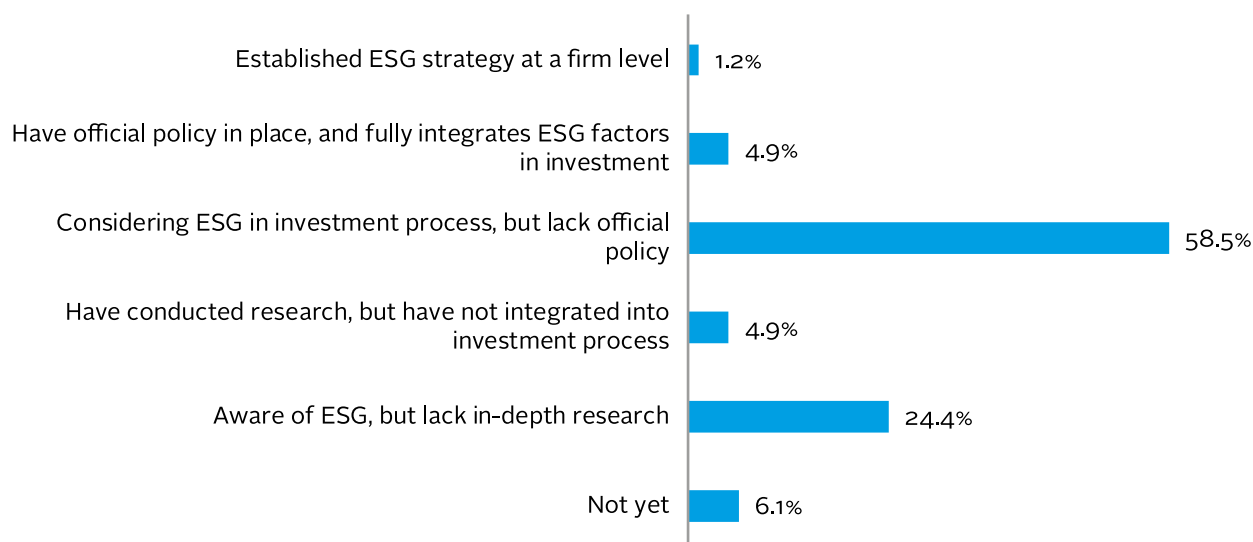 Established ESG strategy at a firm level
1.2%
Have official policy in place, and fully integrates ESG factors
in investment
4.9%
Considering ESG in investment process, but lack official
policy
58.5%
Have conducted research, but have not integrated into
investment process
4.9%
Aware of ESG, but lack in-depth research
24.4%
Not yet
6.1%